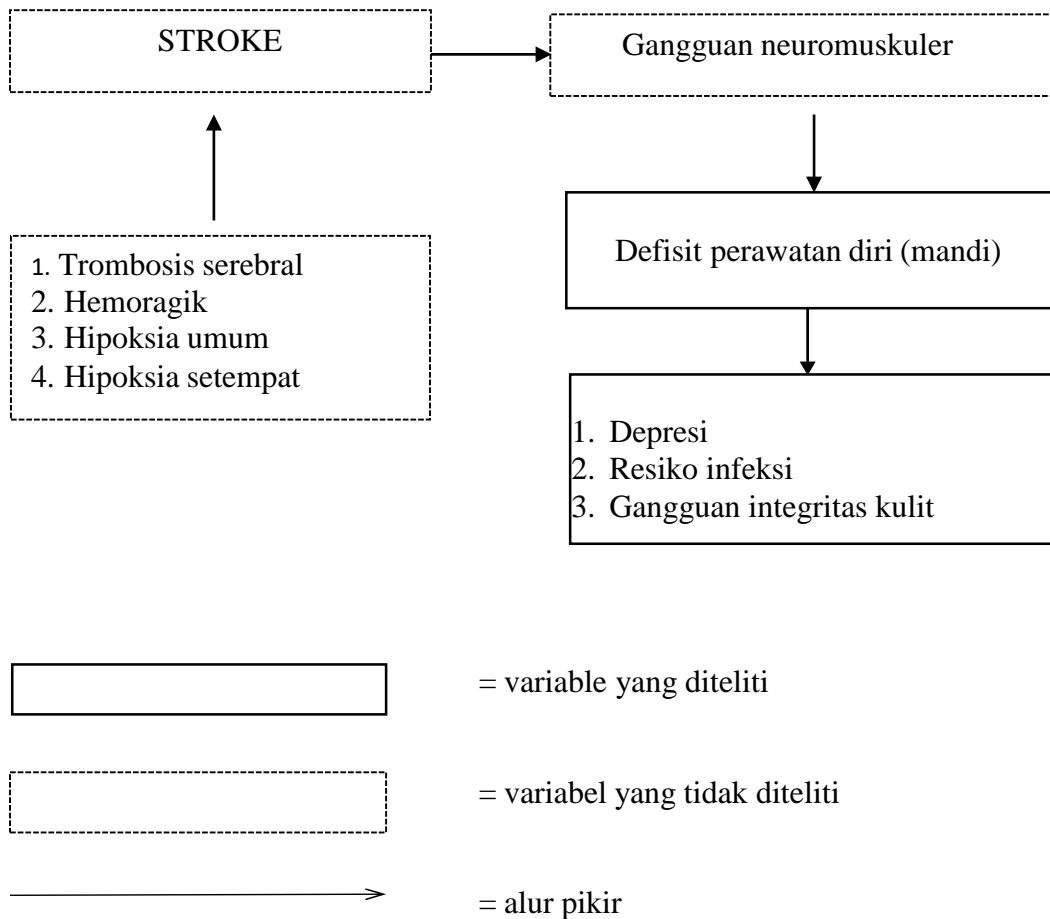 STROKE
Gangguan neuromuskuler
1. Trombosis serebral
2. Hemoragik
3. Hipoksia umum
4. Hipoksia setempat
Defisit perawatan diri (mandi)
1. Depresi
2. Resiko infeksi
3. Gangguan integritas kulit
= variable yang diteliti
= variabel yang tidak diteliti
= alur pikir